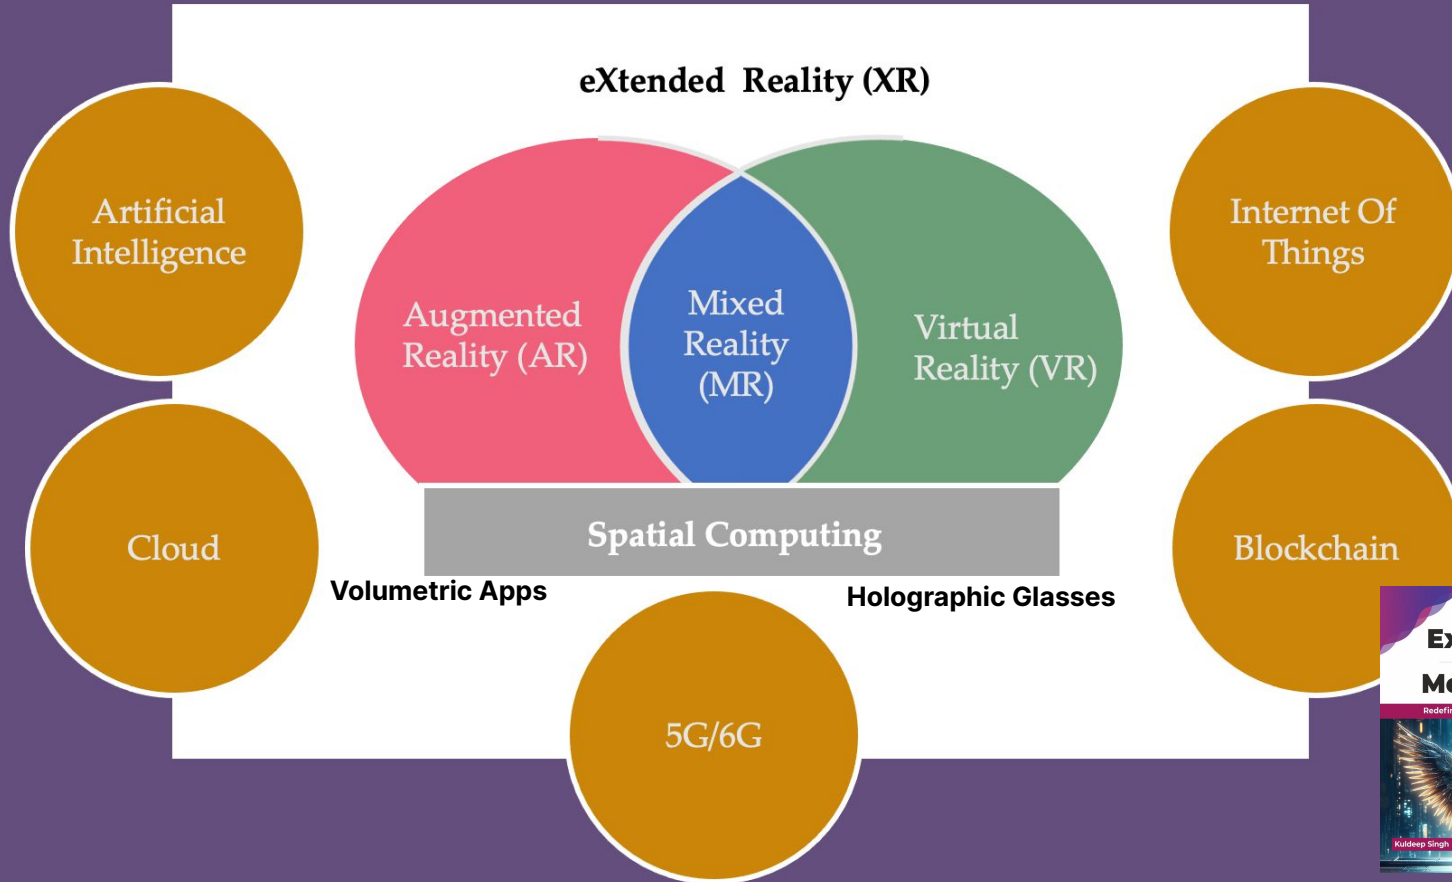 eXtended Reality (XR)
Artificial
Intelligence
Internet Of
Things
Augmented
Reality (AR)
Mixed
Reality
(MR)
Virtual
Reality (VR)
Spatial Computing
Cloud
Blockchain
Volumetric Apps
Holographic Glasses
5G/6G
Kuldeep Singh